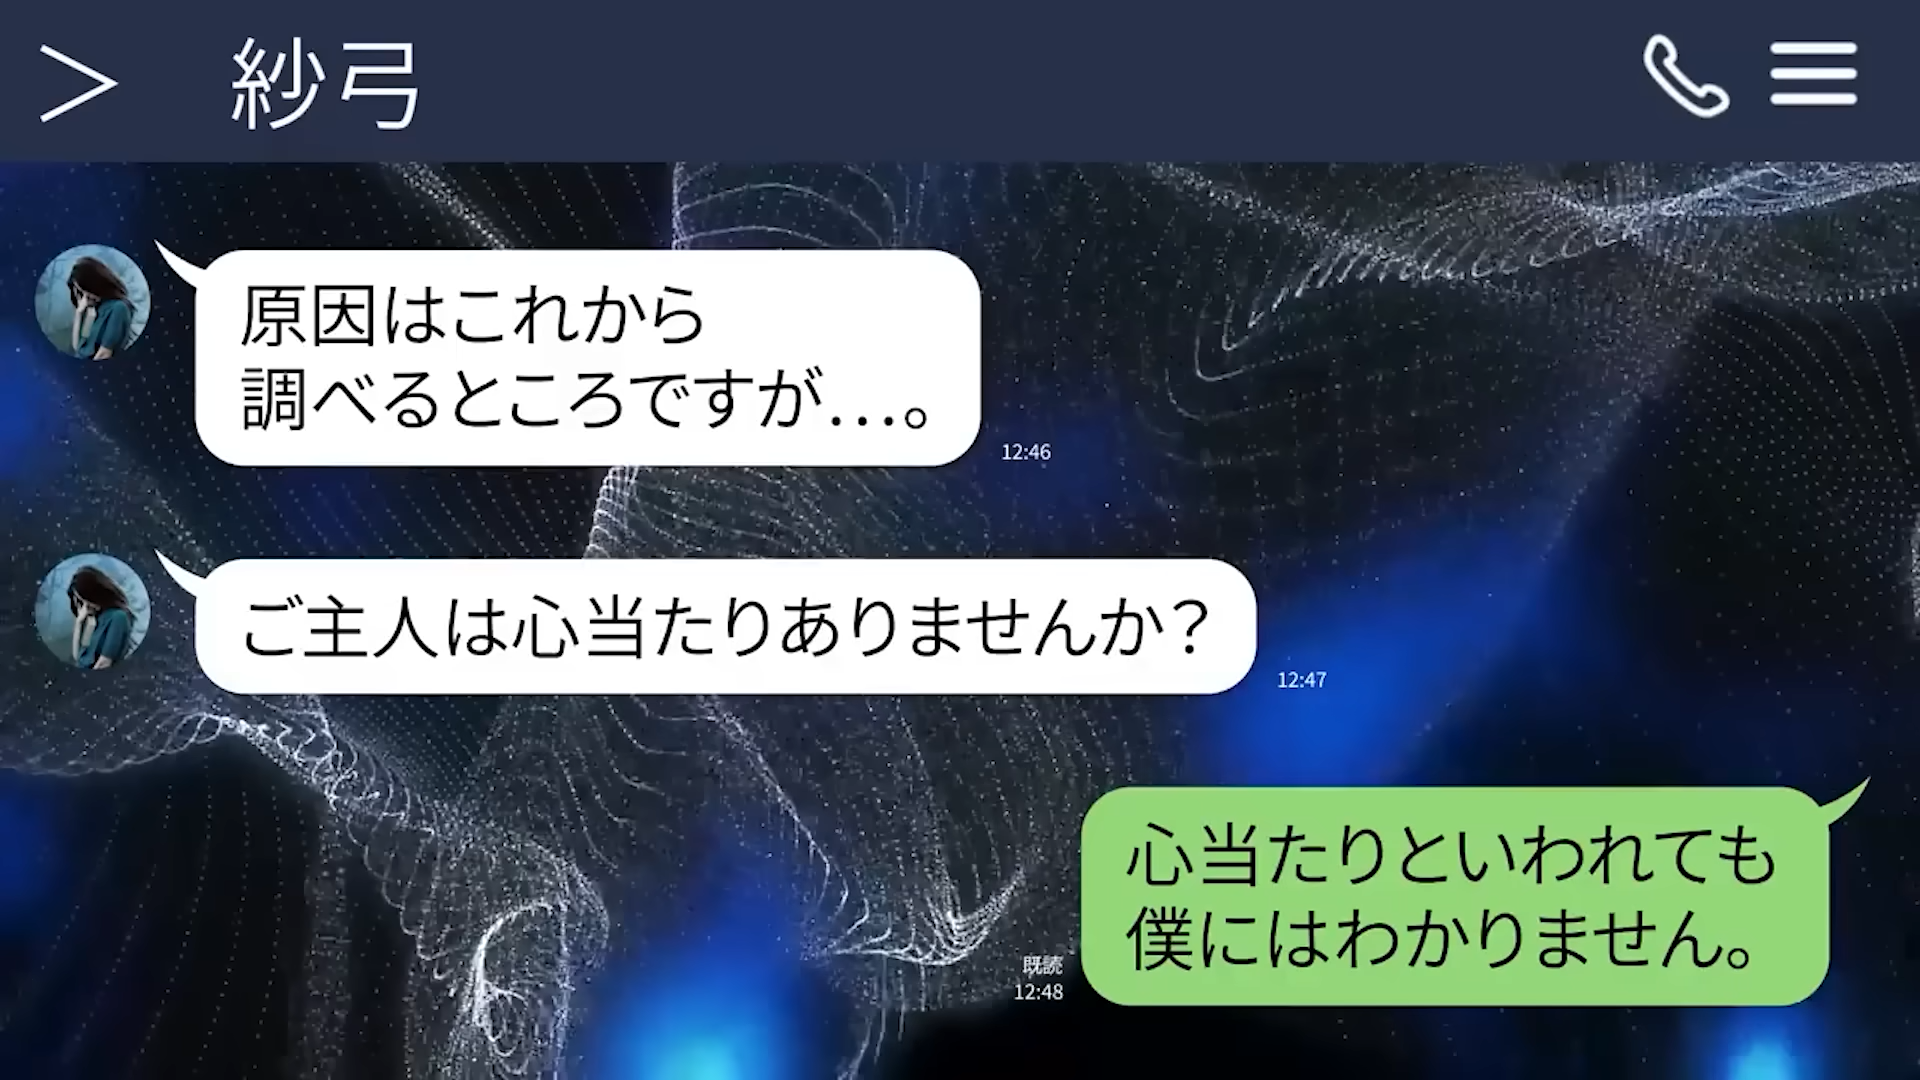 紗弓
原因はこれから
調べるところですが…。
12:46
ご主人は心当たりありませんか？
12:47
心当たりといわれても
僕にはわかりません。
既読
12:48